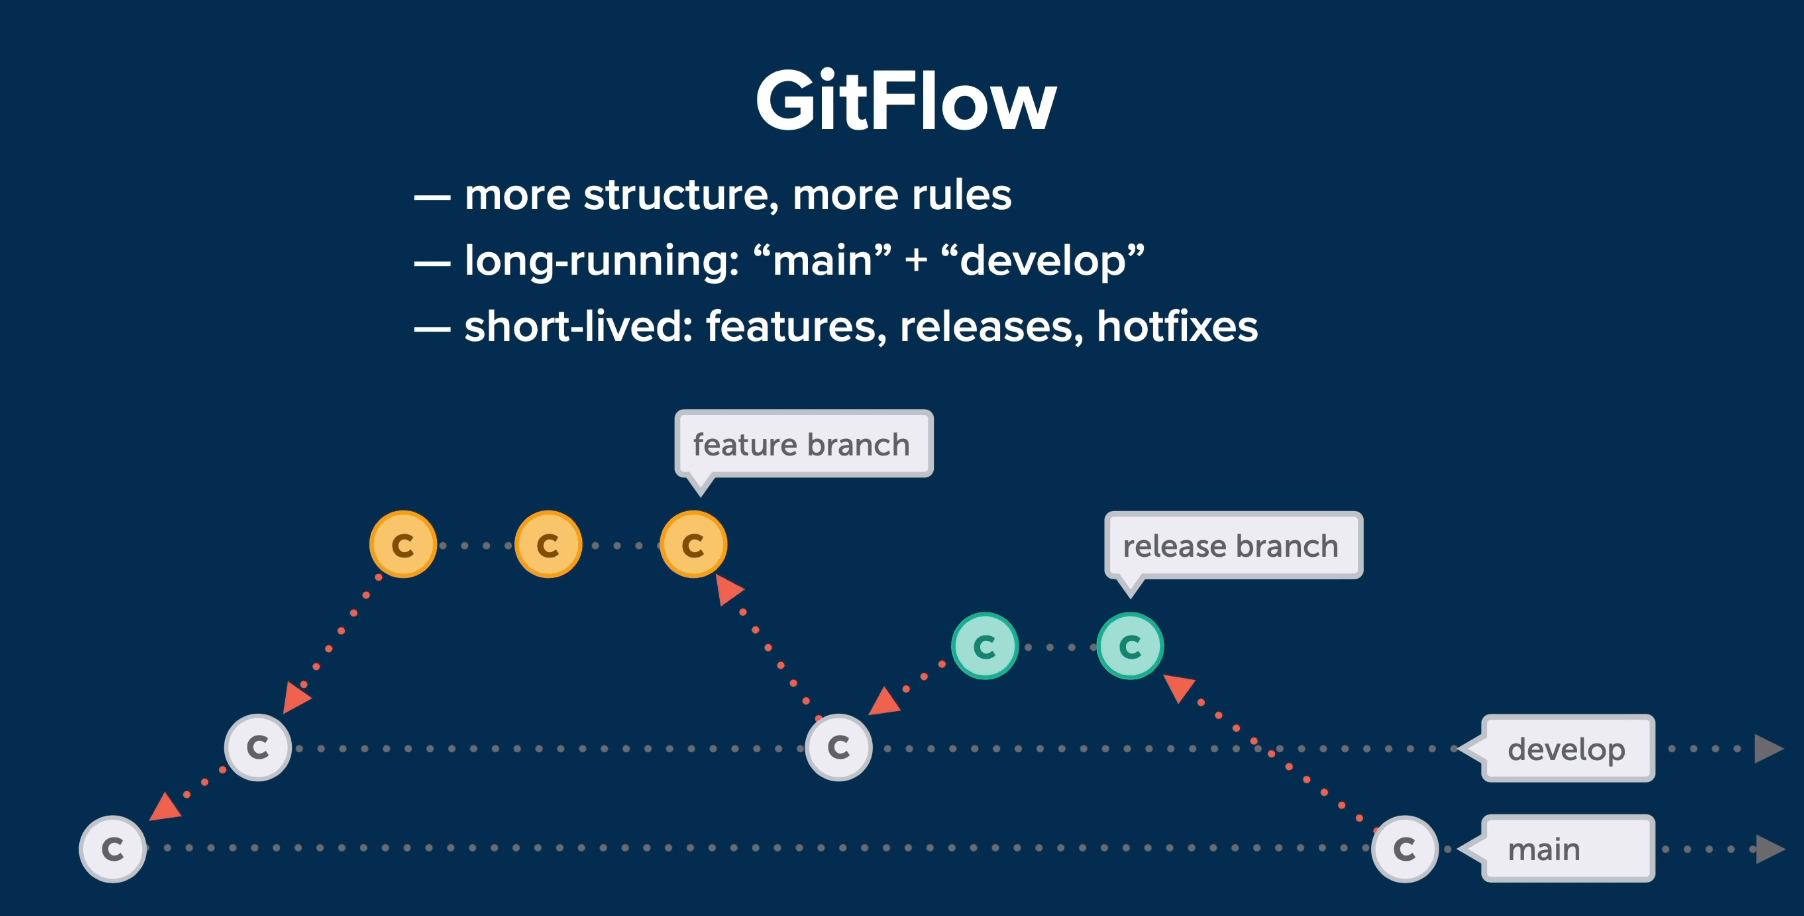 GitFlow
— more structure, more rules
— long-running: “main” + “develop”
— short-lived: features, releases, hotfixes
feature branch
C C C
release branch
C C
C C
develop
C C
main